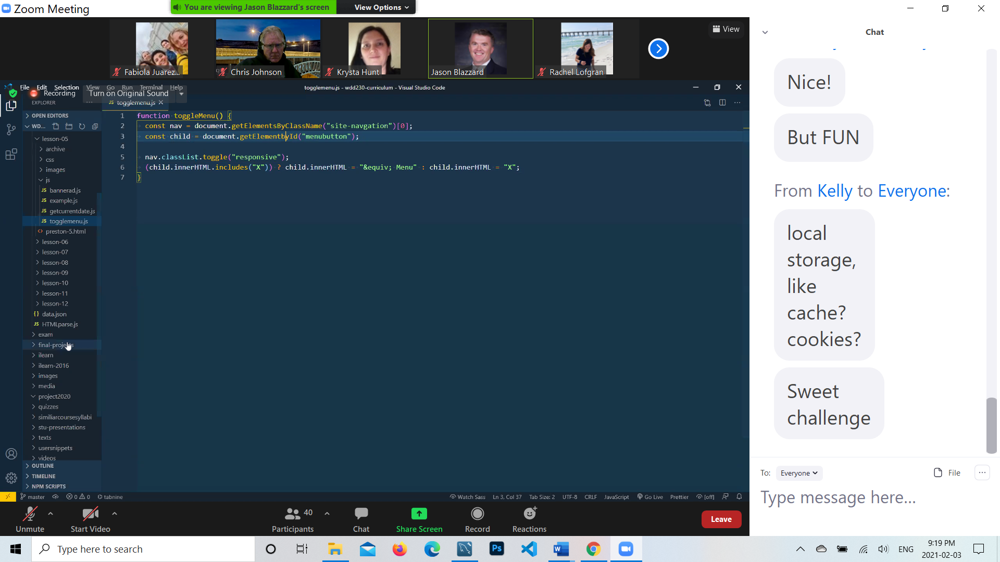 Zoom Meeting
You are viewing Jason Blazzard's screen View Options
View
Fabiola Juarez... Chris Johnson Krysta Hunt Jason Blazzard Rachel Lofgran
File Edit Selection View Go Run Terminal Help
togglemenu.js - wdd230-curriculum - Visual Studio Code
Recording Turn on Original Sound
EXPLORER
JS togglemenu.js
OPEN EDITORS
WD...
lesson-05
archive
css
images
js
JS bannerad.js
JS example.js
JS getcurrentdate.js
JS togglemenu.js
<> preston-5.html
lesson-06
lesson-07
lesson-08
lesson-09
lesson-10
lesson-11
lesson-12
{} data.json
JS HTMLparse.js
exam
final-projects
ilearn
ilearn-2016
images
media
project2020
quizzes
similiarcoursesyllabi
stu-presentations
texts
usersnippets
videos
OUTLINE
TIMELINE
NPM SCRIPTS
1 function toggleMenu() {
2 const nav = document.getElementsByClassName("site-navgation")[0];
3 const child = document.getElementbyId("menubutton");
4
5 nav.classList.toggle("responsive");
6 (child.innerHTML.includes("X")) ? child.innerHTML = "&equiv; Menu" : child.innerHTML = "X";
7 }
master 0 0 tabnine
Watch Sass Ln 3, Col 37 Tab Size: 2 UTF-8 CRLF JavaScript Go Live Prettier [off]
Unmute Start Video Participants 40 Chat Share Screen Record Reactions Leave
Chat
Nice!
But FUN
From Kelly to Everyone:
local
storage,
like
cache?
cookies?
Sweet
challenge
To: Everyone File
Type message here...
Type here to search
Ps
W
ENG
9:19 PM
2021-02-03